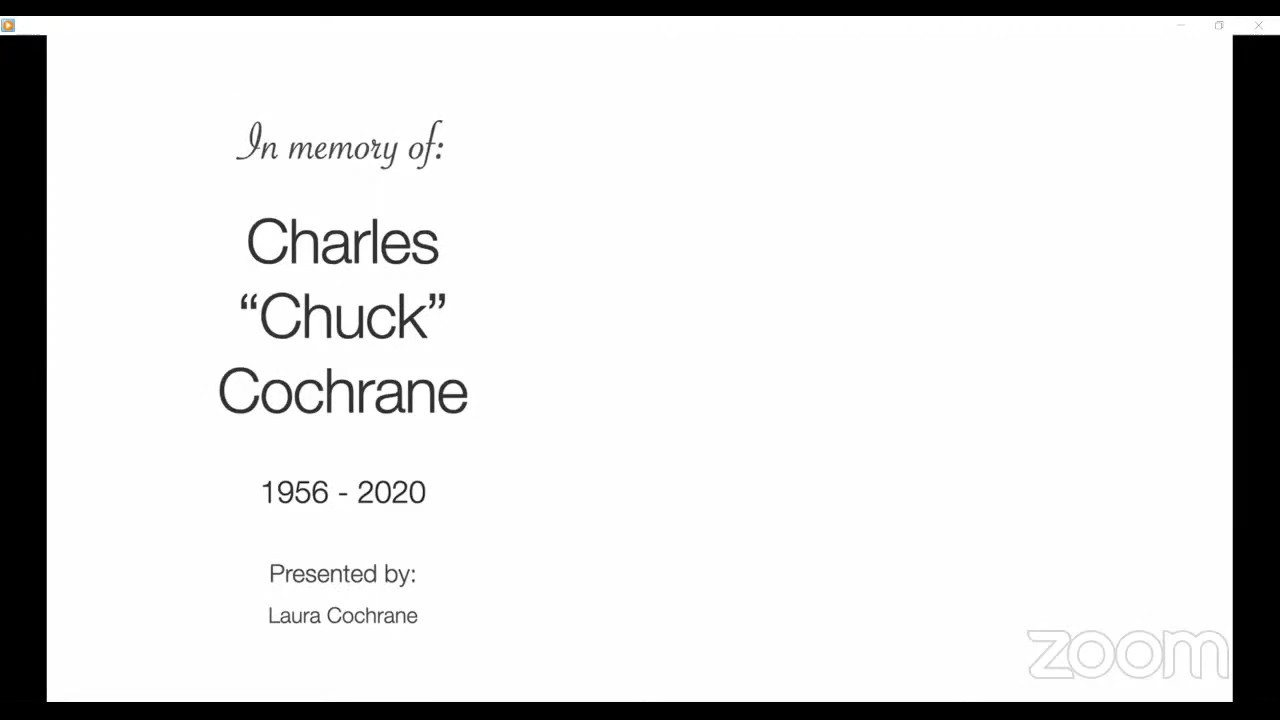 In memory of:
Charles
“Chuck”
Cochrane
1956 - 2020
Presented by:
Laura Cochrane
zoom